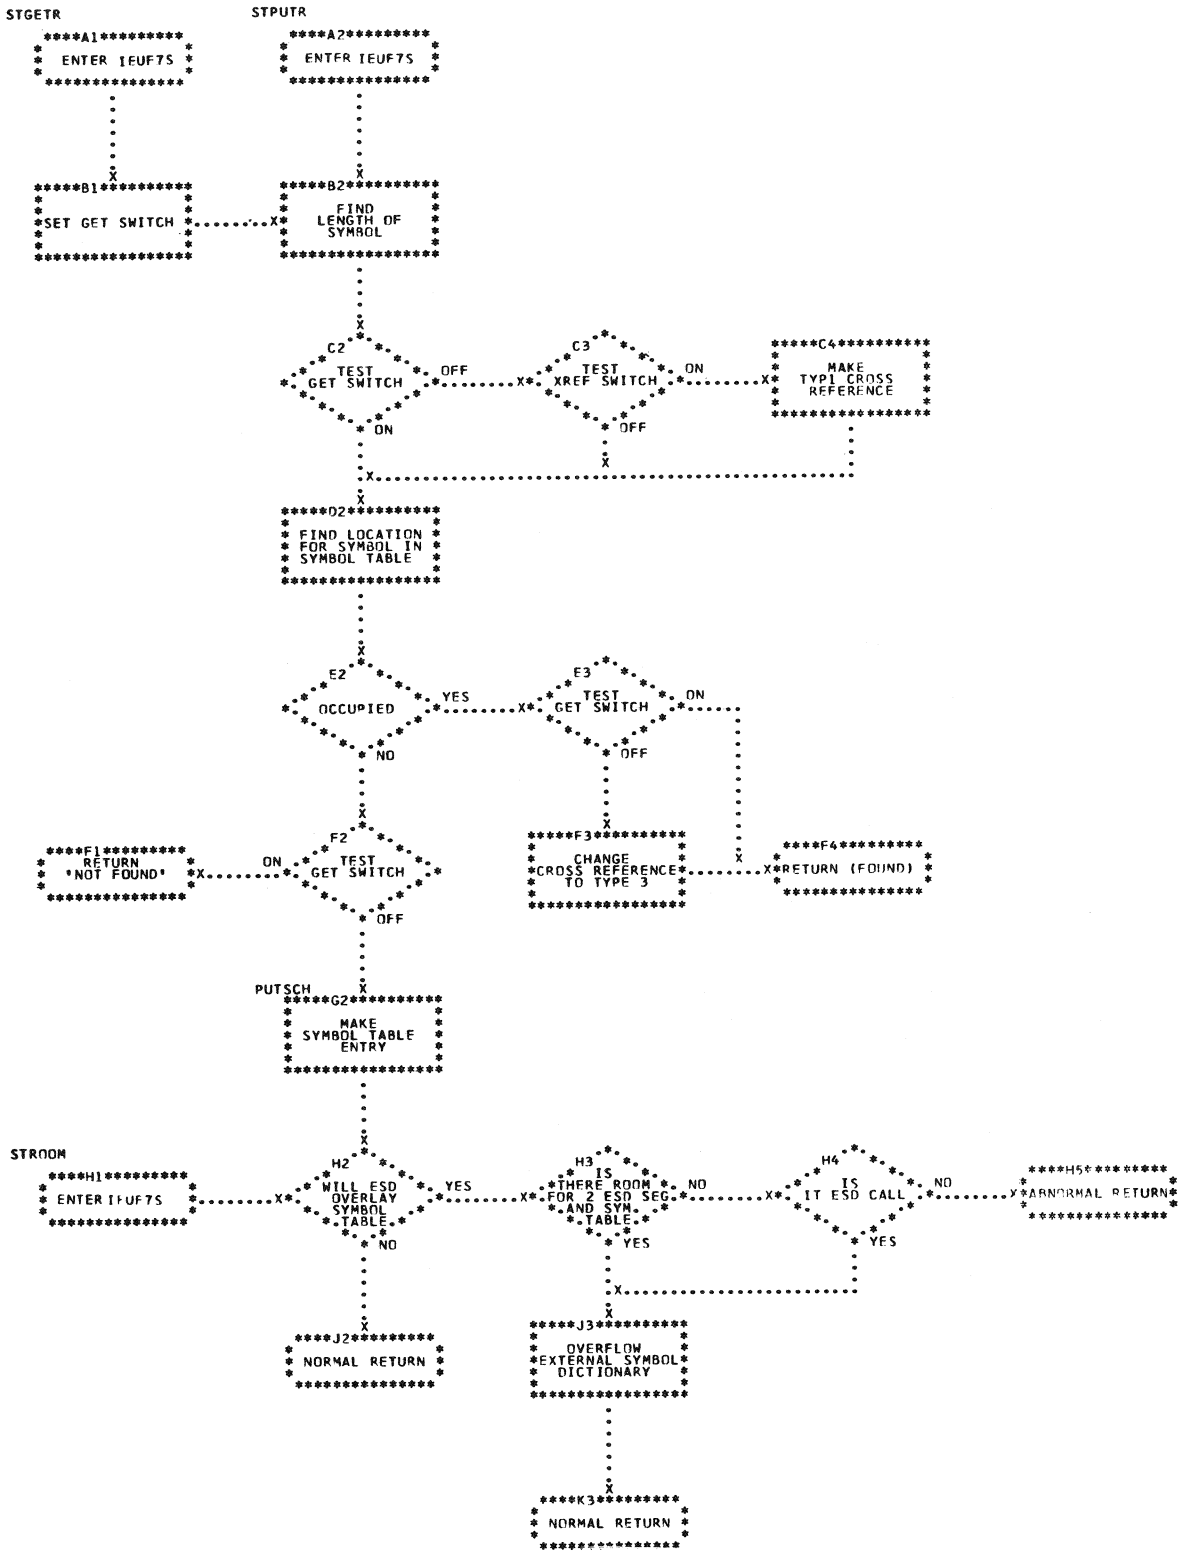 STGETR
STPUTR
A1
ENTER IEUF7S
A2
ENTER IEUF7S
B1
SET GET SWITCH
B2
FIND
LENGTH OF
SYMBOL
C2
TEST
GET SWITCH
OFF
ON
C3
TEST
XREF SWITCH
ON
OFF
C4
MAKE
TYP1 CROSS
REFERENCE
D2
FIND LOCATION
FOR SYMBOL IN
SYMBOL TABLE
E2
OCCUPIED
YES
NO
E3
TEST
GET SWITCH
ON
OFF
F1
RETURN
'NOT FOUND'
F2
TEST
GET SWITCH
ON
OFF
F3
CHANGE
CROSS REFERENCE
TO TYPE 3
F4
RETURN (FOUND)
PUTSCH
G2
MAKE
SYMBOL TABLE
ENTRY
STROOM
H1
ENTER IEUF7S
H2
WILL ESD
OVERLAY
SYMBOL
TABLE
YES
NO
H3
IS
THERE ROOM
FOR 2 ESD SEG
AND SYM.
TABLE
NO
YES
H4
IS
IT ESD CALL
NO
YES
H5
ABNORMAL RETURN
J2
NORMAL RETURN
J3
OVERFLOW
EXTERNAL SYMBOL
DICTIONARY
K3
NORMAL RETURN